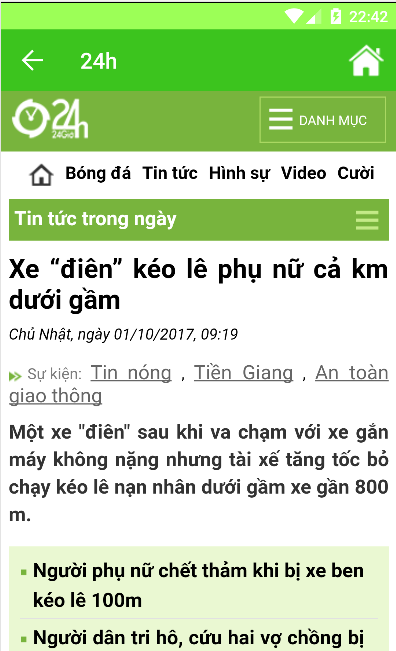 22:42
24h
24h
24Giờ
DANH MỤC
Bóng đá Tin tức Hình sự Video Cười
Tin tức trong ngày
Xe “điên” kéo lê phụ nữ cả km
dưới gầm
Chủ Nhật, ngày 01/10/2017, 09:19
Sự kiện: Tin nóng , Tiền Giang , An toàn
giao thông
Một xe "điên" sau khi va chạm với xe gắn
máy không nặng nhưng tài xế tăng tốc bỏ
chạy kéo lê nạn nhân dưới gầm xe gần 800
m.
Người phụ nữ chết thảm khi bị xe ben
kéo lê 100m
Người dân tri hô, cứu hai vợ chồng bị